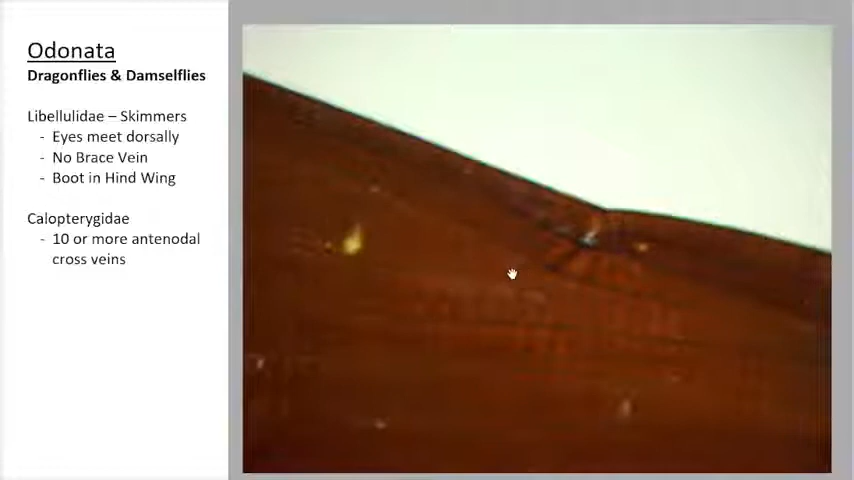 Odonata
Dragonflies & Damselflies
Libellulidae – Skimmers
- Eyes meet dorsally
- No Brace Vein
- Boot in Hind Wing
Calopterygidae
- 10 or more antenodal
cross veins